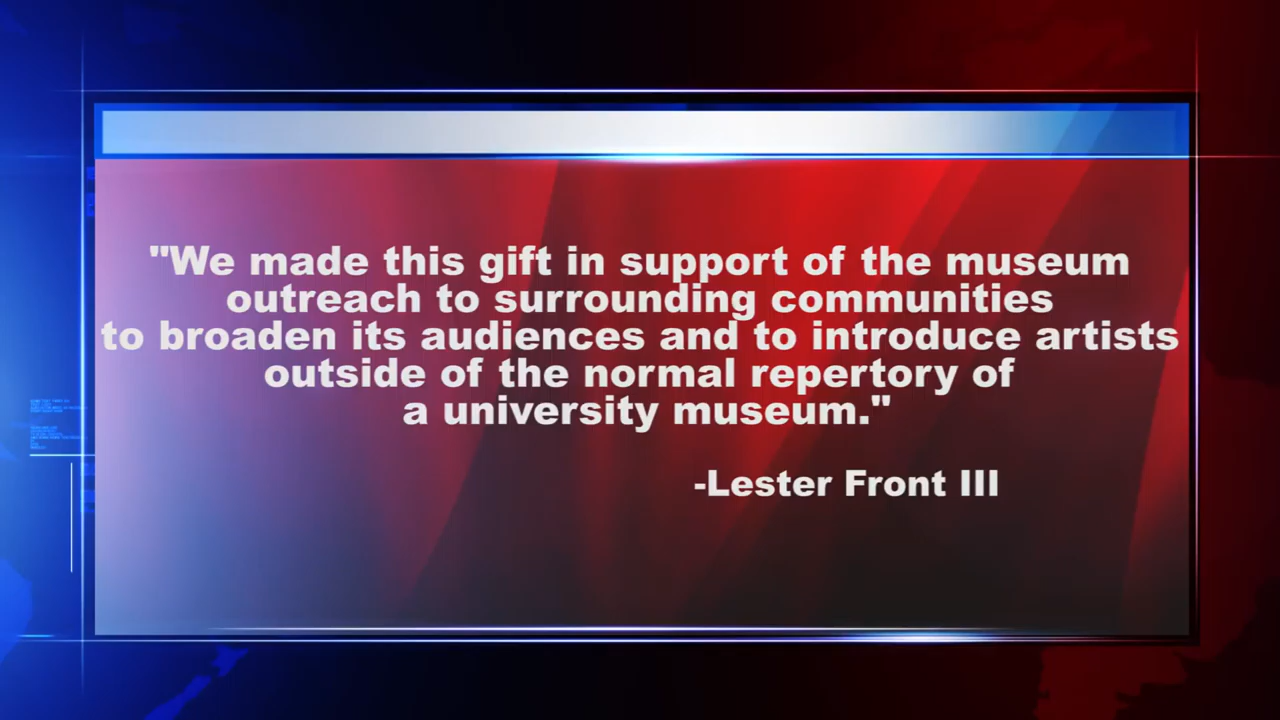 "We made this gift in support of the museum
outreach to surrounding communities
to broaden its audiences and to introduce artists
outside of the normal repertory of
a university museum."
-Lester Front III